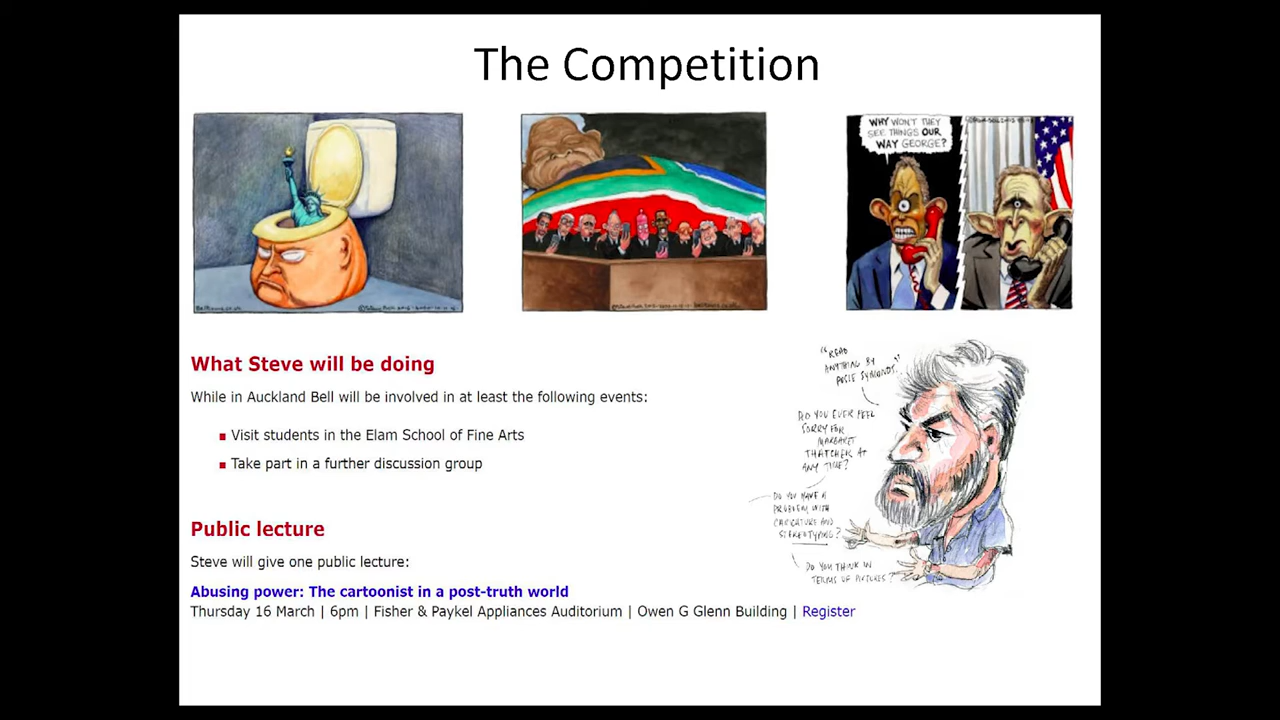 The Competition
WHY WON'T THEY
SEE THINGS OUR
WAY GEORGE?
What Steve will be doing
While in Auckland Bell will be involved in at least the following events:
Visit students in the Elam School of Fine Arts
Take part in a further discussion group
Public lecture
Steve will give one public lecture:
Abusing power: The cartoonist in a post-truth world
Thursday 16 March | 6pm | Fisher & Paykel Appliances Auditorium | Owen G Glenn Building | Register
"READ
ANYTHING BY
POSIE SYMONDS."
DO YOU EVER FEEL
SORRY FOR
MARGARET
THATCHER AT
ANY TIME?
DO YOU HAVE A
PROBLEM WITH
CARICATURE AND
STEREOTYPING?
DO YOU THINK IN
TERMS OF PICTURES?